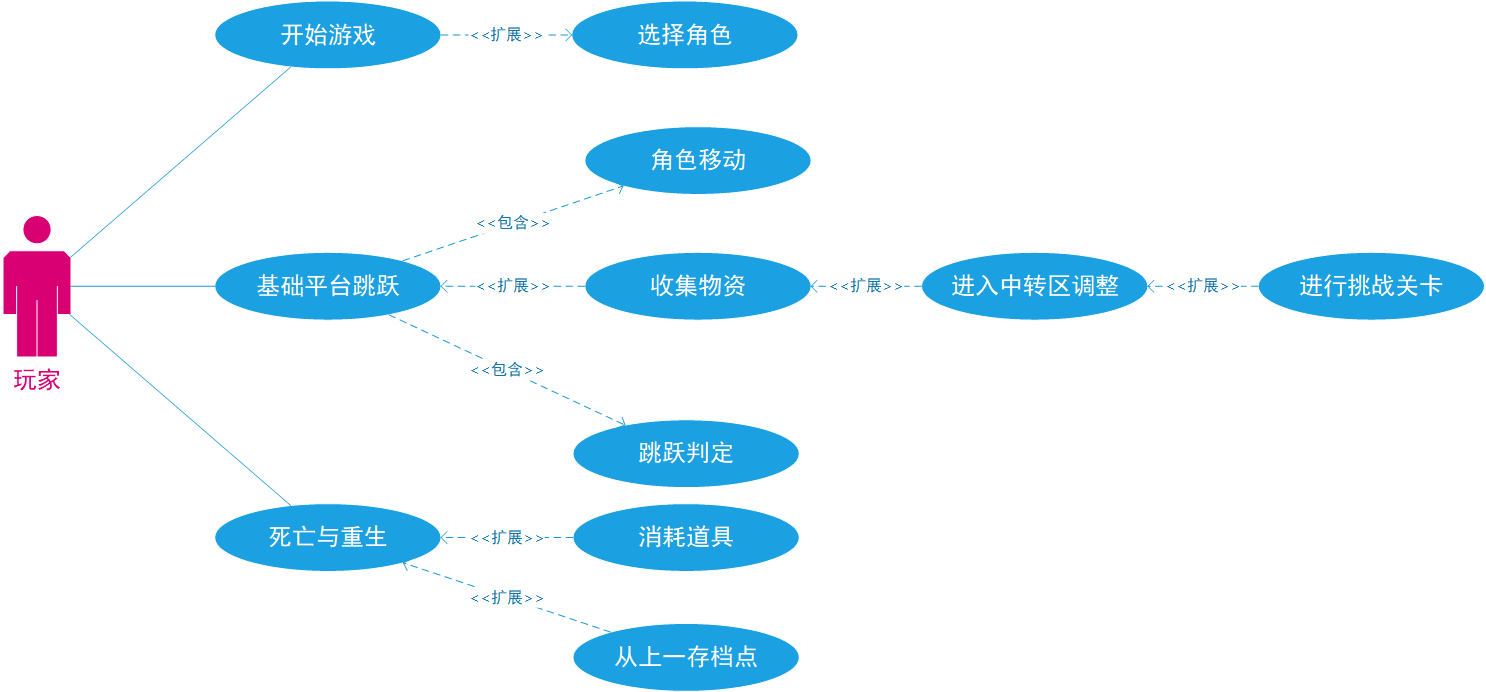 开始游戏
<<扩展>>
选择角色
角色移动
<<包含>>
基础平台跳跃
<<扩展>>
收集物资
<<扩展>>
进入中转区调整
<<扩展>>
进行挑战关卡
玩家
<<包含>>
跳跃判定
死亡与重生
<<扩展>>
消耗道具
<<扩展>>
从上一存档点